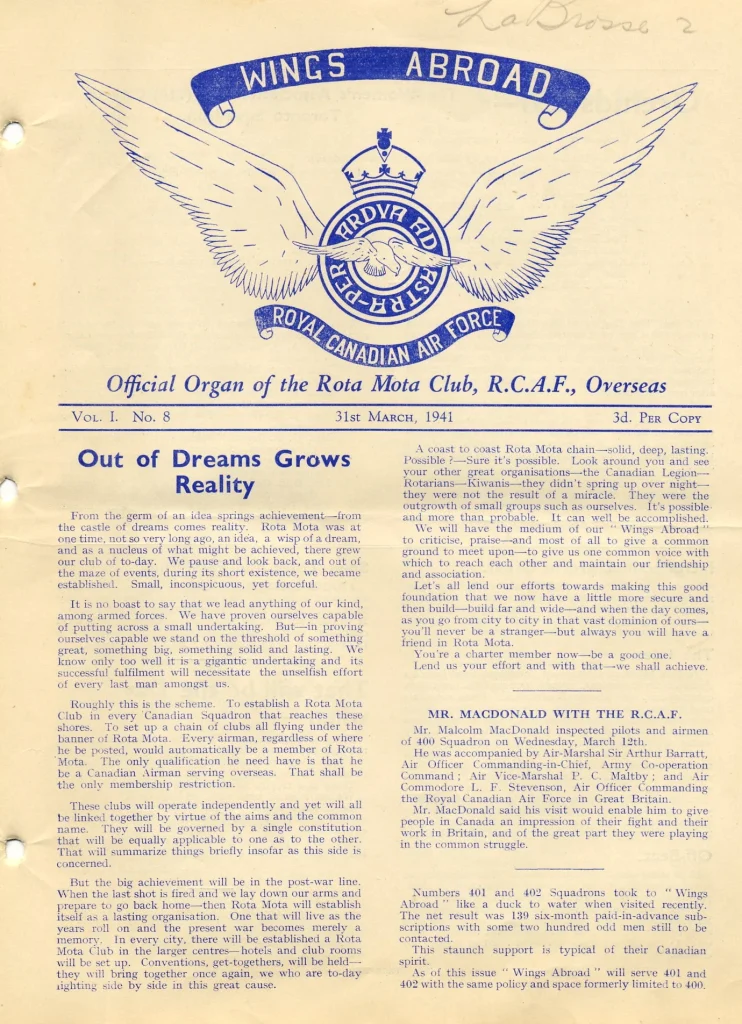 LaBrosse 2
WINGS ABROAD
PER ARDVA AD ASTRA
ROYAL CANADIAN AIR FORCE
Official Organ of the Rota Mota Club, R.C.A.F., Overseas
VOL. I. No. 8 31st MARCH, 1941 3d. PER COPY
Out of Dreams Grows
Reality
From the germ of an idea springs achievement—from
the castle of dreams comes reality. Rota Mota was at
one time, not so very long ago, an idea, a wisp of a dream,
and as a nucleus of what might be achieved, there grew
our club of to-day. We pause and look back, and out of
the maze of events, during its short existence, we became
established. Small, inconspicuous, yet forceful.
It is no boast to say that we lead anything of our kind,
among armed forces. We have proven ourselves capable
of putting across a small undertaking. But—in proving
ourselves capable we stand on the threshold of something
great, something big, something solid and lasting. We
know only too well it is a gigantic undertaking and its
successful fulfilment will necessitate the unselfish effort
of every last man amongst us.
Roughly this is the scheme. To establish a Rota Mota
Club in every Canadian Squadron that reaches these
shores. To set up a chain of clubs all flying under the
banner of Rota Mota. Every airman, regardless of where
he be posted, would automatically be a member of Rota
Mota. The only qualification he need have is that he
be a Canadian Airman serving overseas. That shall be
the only membership restriction.
These clubs will operate independently and yet will all
be linked together by virtue of the aims and the common
name. They will be governed by a single constitution
that will be equally applicable to one as to the other.
That will summarize things briefly insofar as this side is
concerned.
But the big achievement will be in the post-war line.
When the last shot is fired and we lay down our arms and
prepare to go back home—then Rota Mota will establish
itself as a lasting organisation. One that will live as the
years roll on and the present war becomes merely a
memory. In every city, there will be established a Rota
Mota Club in the larger centres—hotels and club rooms
will be set up. Conventions, get-togethers, will be held—
they will bring together once again, we who are to-day
fighting side by side in this great cause.
A coast to coast Rota Mota chain—solid, deep, lasting.
Possible?—Sure it's possible. Look around you and see
your other great organisations—the Canadian Legion—
Rotarians—Kiwanis—they didn't spring up over night—
they were not the result of a miracle. They were the
outgrowth of small groups such as ourselves. It's possible
and more than probable. It can well be accomplished.
We will have the medium of our "Wings Abroad"
to criticise, praise—and most of all to give a common
ground to meet upon—to give us one common voice with
which to reach each other and maintain our friendship
and association.
Let's all lend our efforts towards making this good
foundation that we now have a little more secure and
then build—build far and wide—and when the day comes,
as you go from city to city in that vast dominion of ours—
you'll never be a stranger—but always you will have a
friend in Rota Mota.
You're a charter member now—be a good one.
Lend us your effort and with that—we shall achieve.
MR. MACDONALD WITH THE R.C.A.F.
Mr. Malcolm MacDonald inspected pilots and airmen
of 400 Squadron on Wednesday, March 12th.
He was accompanied by Air-Marshal Sir Arthur Barratt,
Air Officer Commanding-in-Chief, Army Co-operation
Command; Air Vice-Marshal P. C. Maltby; and Air
Commodore L. F. Stevenson, Air Officer Commanding
the Royal Canadian Air Force in Great Britain.
Mr. MacDonald said his visit would enable him to give
people in Canada an impression of their fight and their
work in Britain, and of the great part they were playing
in the common struggle.
Numbers 401 and 402 Squadrons took to "Wings
Abroad" like a duck to water when visited recently.
The net result was 139 six-month paid-in-advance sub-
scriptions with some two hundred odd men still to be
contacted.
This staunch support is typical of their Canadian
spirit.
As of this issue "Wings Abroad" will serve 401 and
402 with the same policy and space formerly limited to 400.